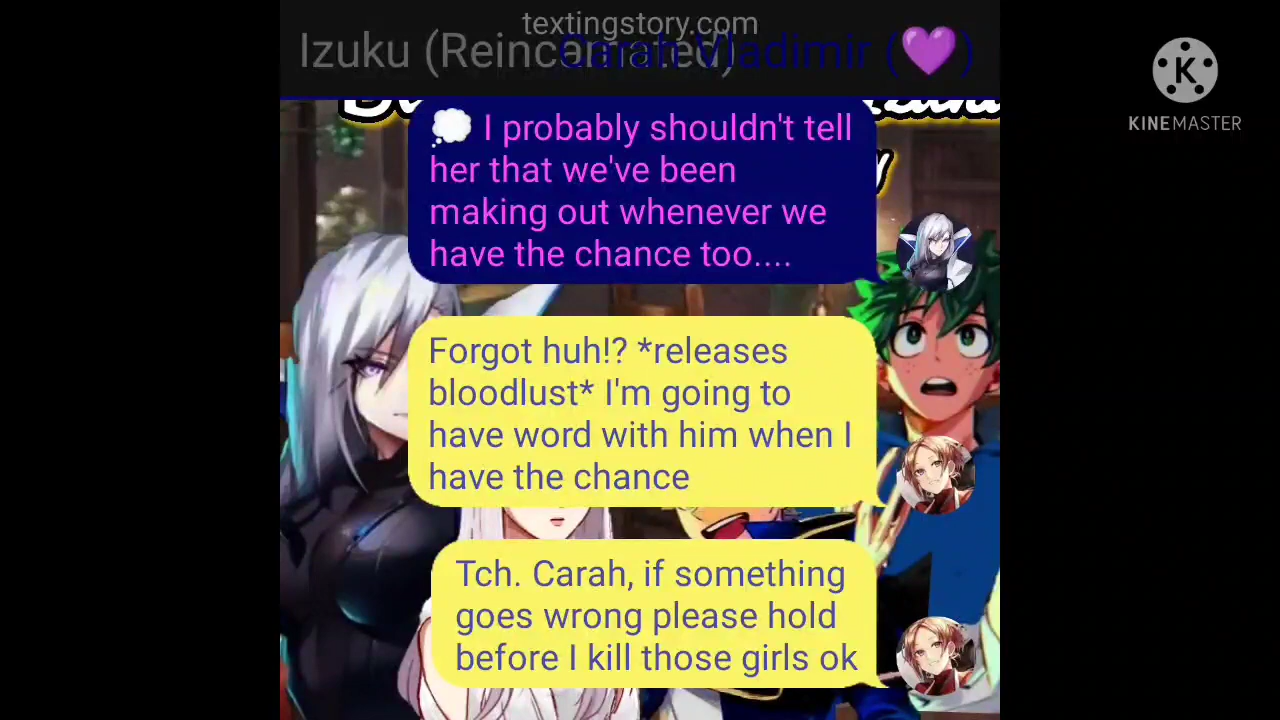 textingstory.com
Izuku (Reincarnated)
Carah Vladimir (💜)
KINEMASTER
💭 I probably shouldn't tell
her that we've been
making out whenever we
have the chance too....
Forgot huh!? *releases
bloodlust* I'm going to
have word with him when I
have the chance
Tch. Carah, if something
goes wrong please hold
before I kill those girls ok